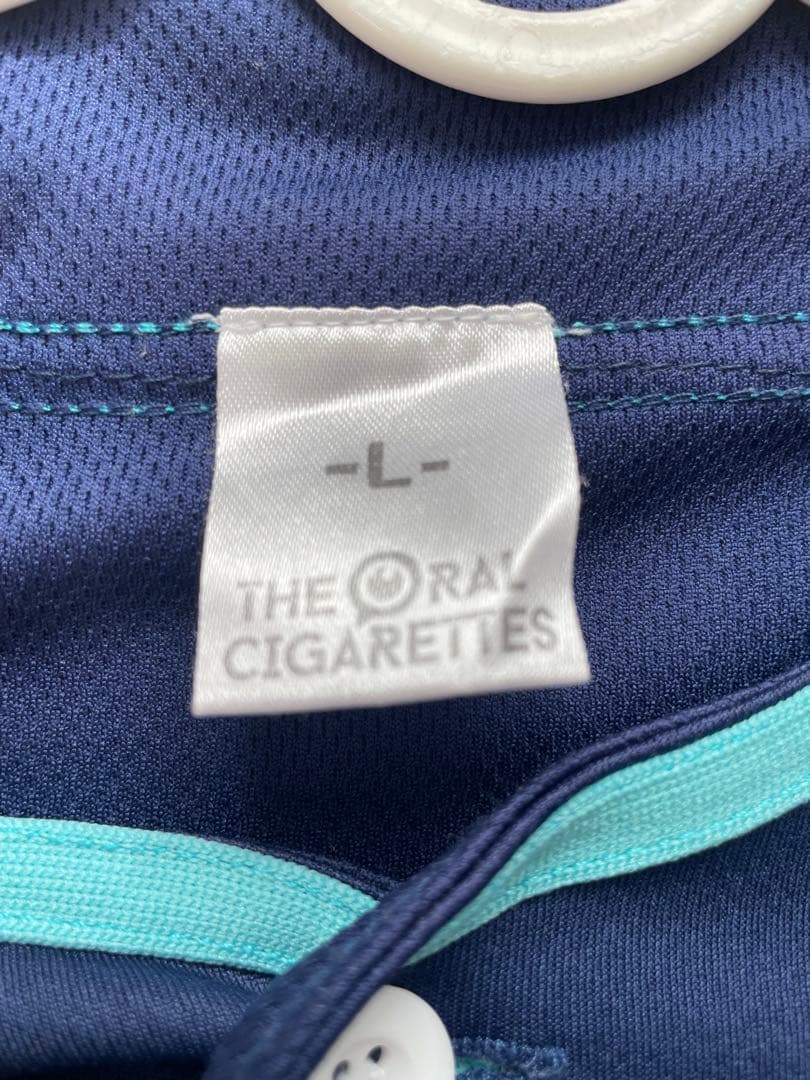 -L-
THE ORAL
CIGARETTES